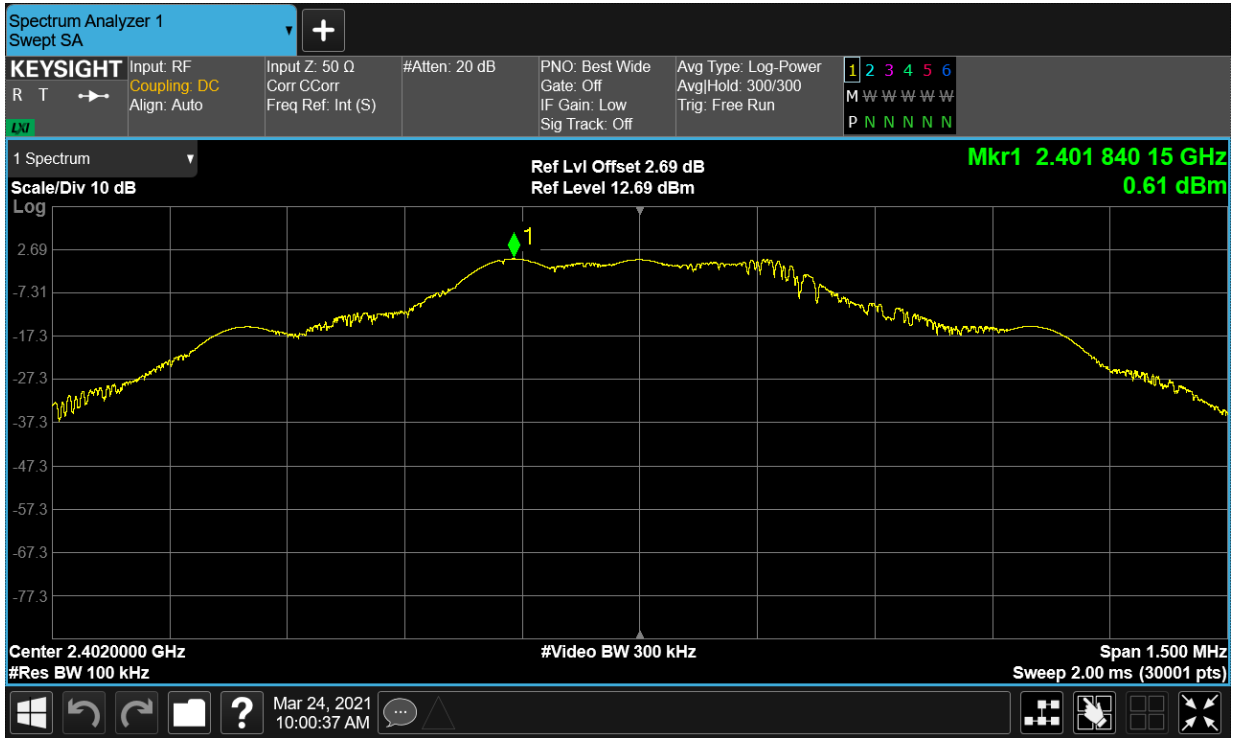 Spectrum Analyzer 1
Swept SA
KEYSIGHT
R T
LXI
Input: RF
Coupling: DC
Align: Auto
Input Z: 50 Ω
Corr CCorr
Freq Ref: Int (S)
#Atten: 20 dB
PNO: Best Wide
Gate: Off
IF Gain: Low
Sig Track: Off
Avg Type: Log-Power
Avg|Hold: 300/300
Trig: Free Run
1 2 3 4 5 6
M W W W W W
P N N N N N
1 Spectrum
Scale/Div 10 dB
Log
Ref Lvl Offset 2.69 dB
Ref Level 12.69 dBm
Mkr1 2.401 840 15 GHz
0.61 dBm
1
2.69
-7.31
-17.3
-27.3
-37.3
-47.3
-57.3
-67.3
-77.3
Center 2.4020000 GHz
#Video BW 300 kHz
Span 1.500 MHz
#Res BW 100 kHz
Sweep 2.00 ms (30001 pts)
?
Mar 24, 2021
10:00:37 AM